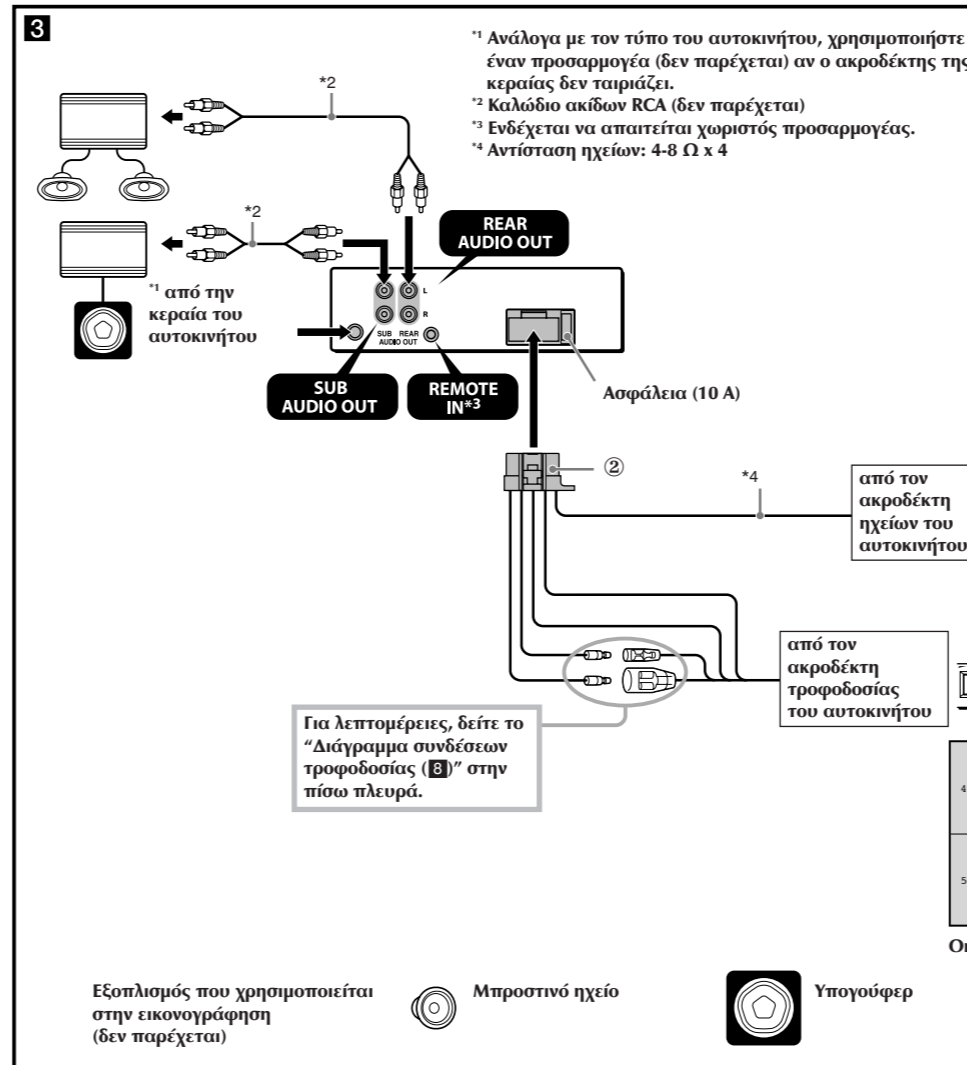 3
*1 Ανάλογα με τον τύπο του αυτοκινήτου, χρησιμοποιήστε
έναν προσαρμογέα (δεν παρέχεται) αν ο ακροδέκτης της
κεραίας δεν ταιριάζει.
*2 Καλώδιο ακίδων RCA (δεν παρέχεται)
*3 Ενδέχεται να απαιτείται χωριστός προσαρμογέας.
*4 Αντίσταση ηχείων: 4-8 Ω x 4
*2
*2
REAR
AUDIO OUT
*1 από την
κεραία του
αυτοκινήτου
L
R
SUB REAR
AUDIO OUT
SUB
AUDIO OUT
REMOTE
IN*3
Ασφάλεια (10 A)
②
*4
από τον
ακροδέκτη
ηχείων του
αυτοκινήτου
από τον
ακροδέκτη
τροφοδοσίας
του αυτοκινήτου
Για λεπτομέρειες, δείτε το
“Διάγραμμα συνδέσεων
τροφοδοσίας (8)” στην
πίσω πλευρά.
4
5
Εξοπλισμός που χρησιμοποιείται
στην εικονογράφηση
(δεν παρέχεται)
Μπροστινό ηχείο
Υπογούφερ